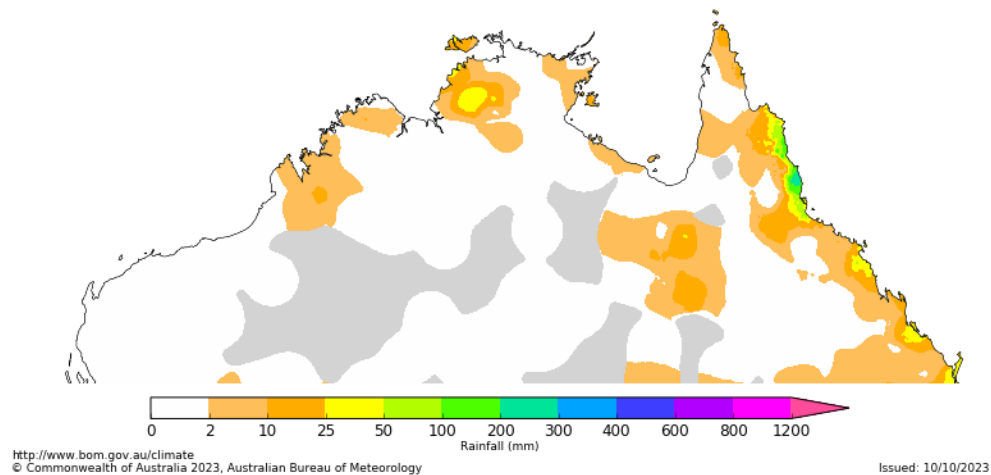 0 2 10 25 50 100 200 300 400 600 800 1200
Rainfall (mm)
http://www.bom.gov.au/climate
© Commonwealth of Australia 2023, Australian Bureau of Meteorology Issued: 10/10/2023